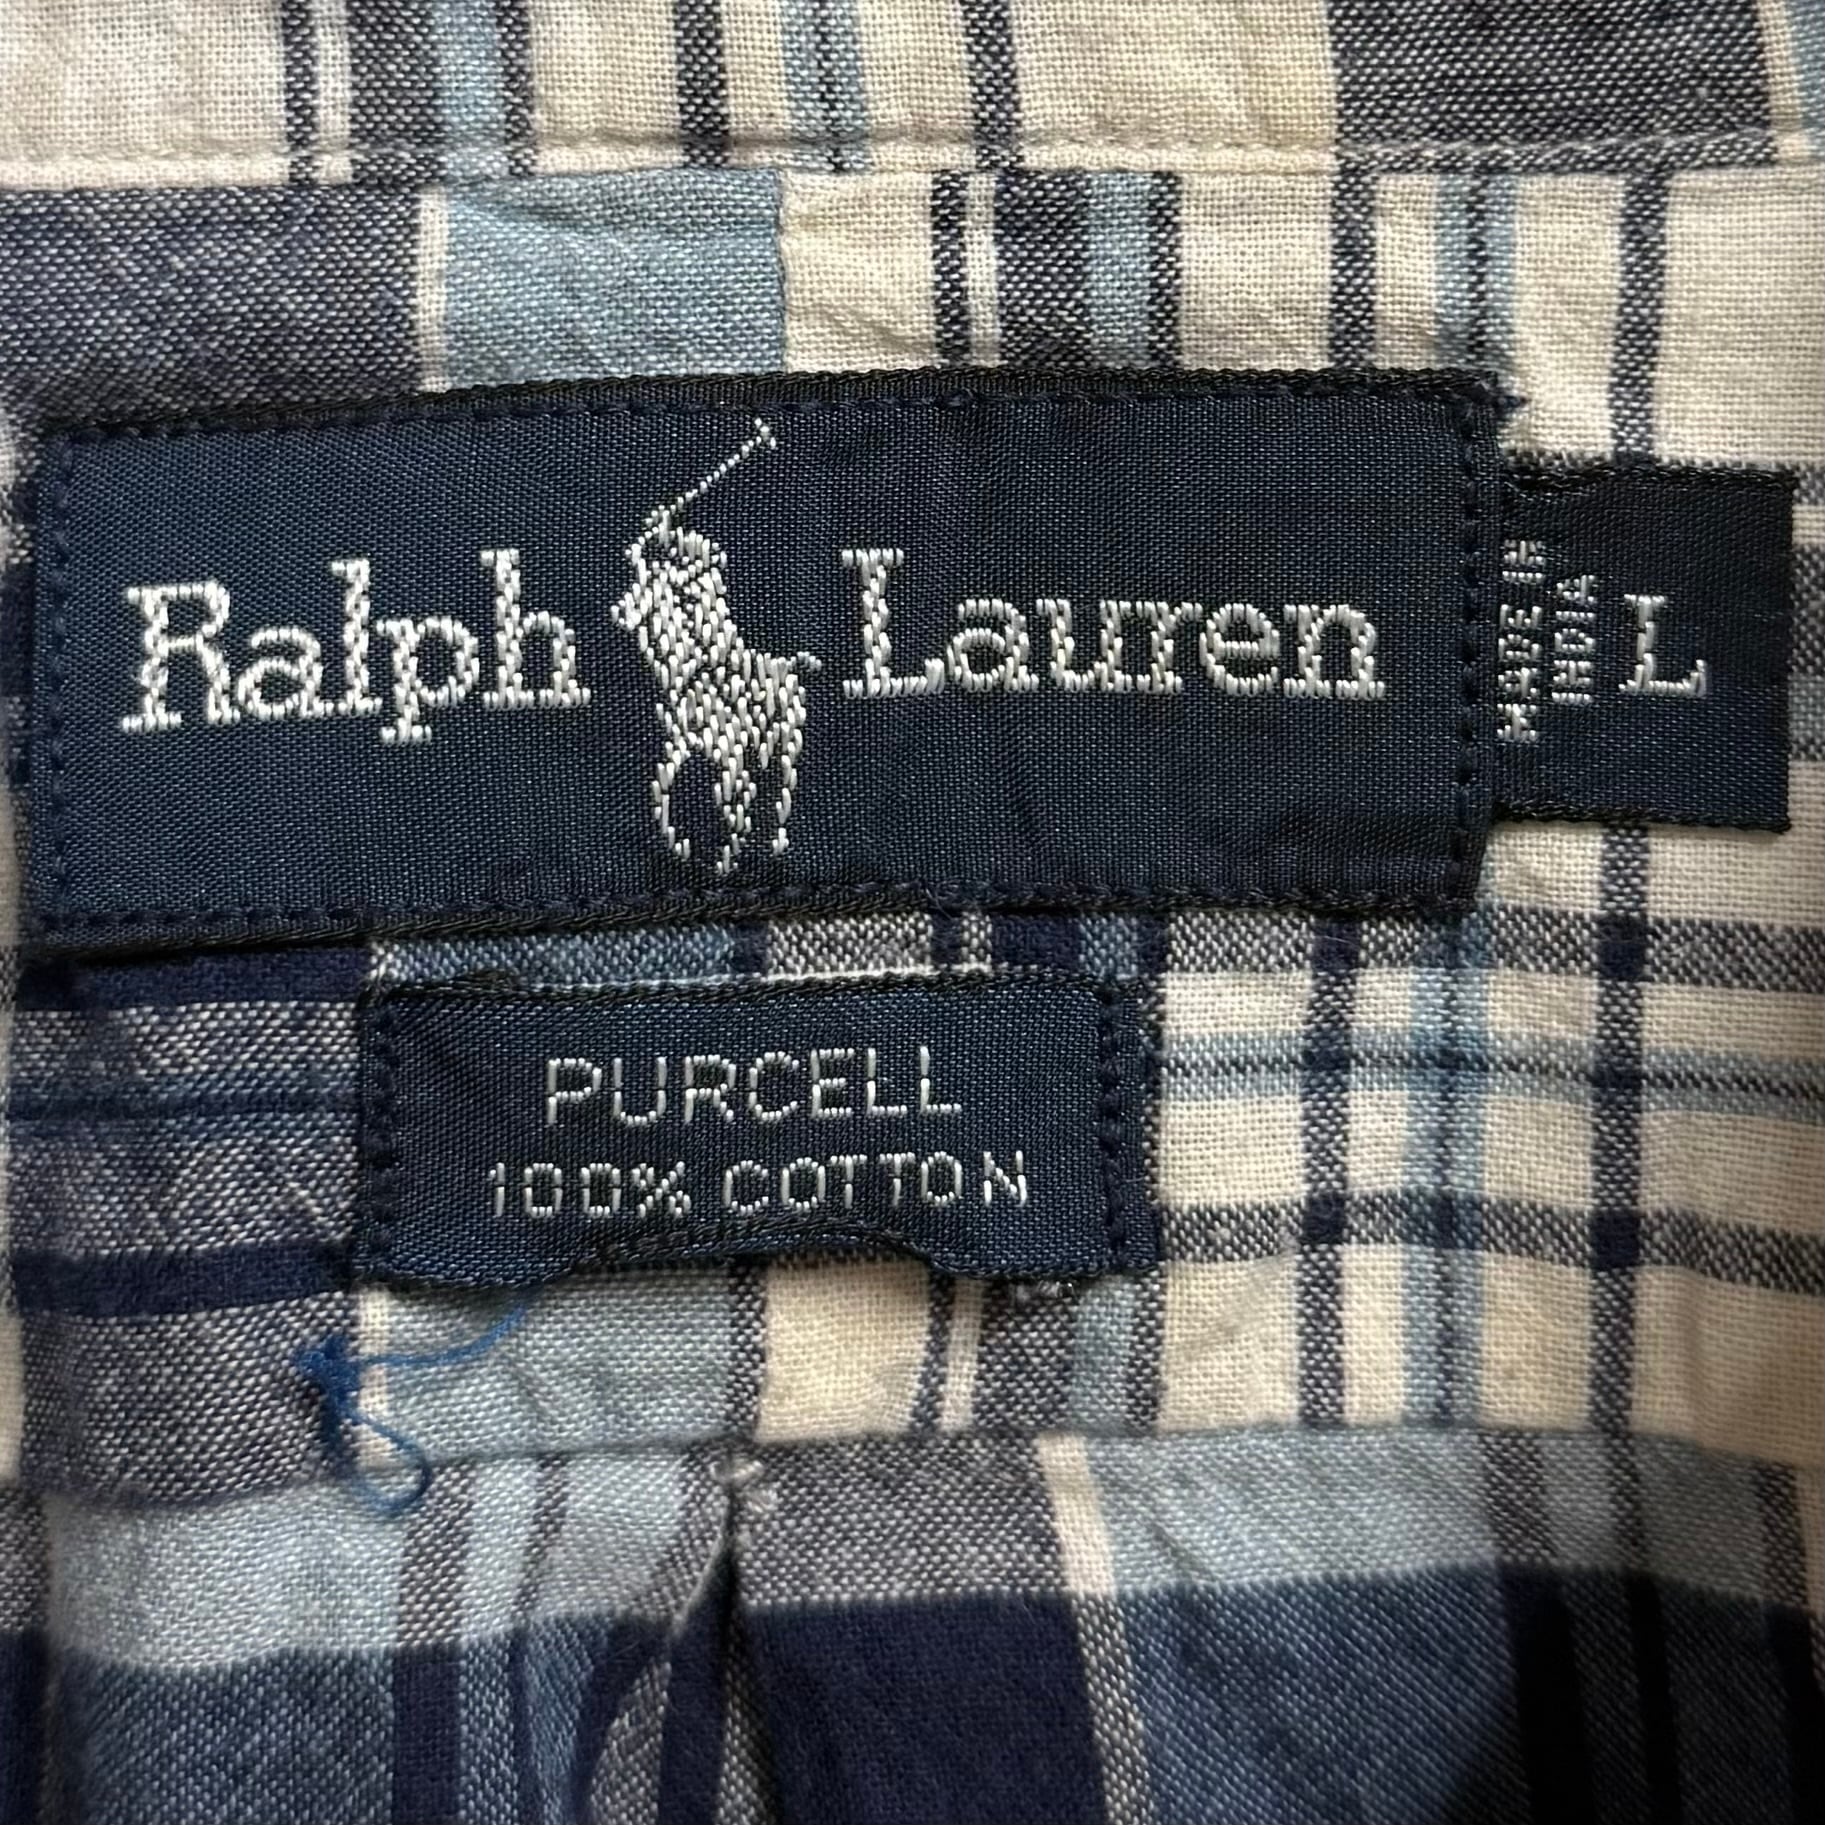 Ralph Lauren
MADE IN
INDIA
L
PURCELL
100% COTTON